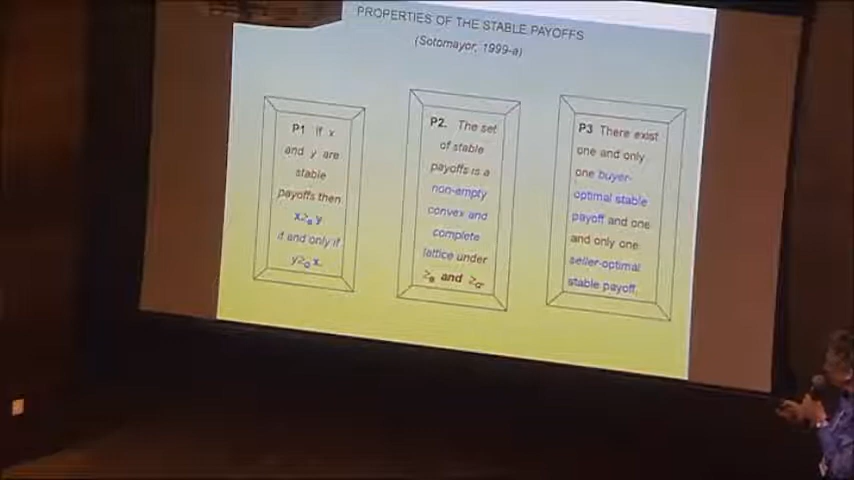 PROPERTIES OF THE STABLE PAYOFFS
(Sotomayor, 1999-a)
P1 If x
and y are
stable
payoffs then
x≥B y
if and only if
y≥Q x.
P2. The set
of stable
payoffs is a
non-empty
convex and
complete
lattice under
≥B and ≥Q.
P3 There exist
one and only
one buyer-
optimal stable
payoff and one
and only one
seller-optimal
stable payoff.